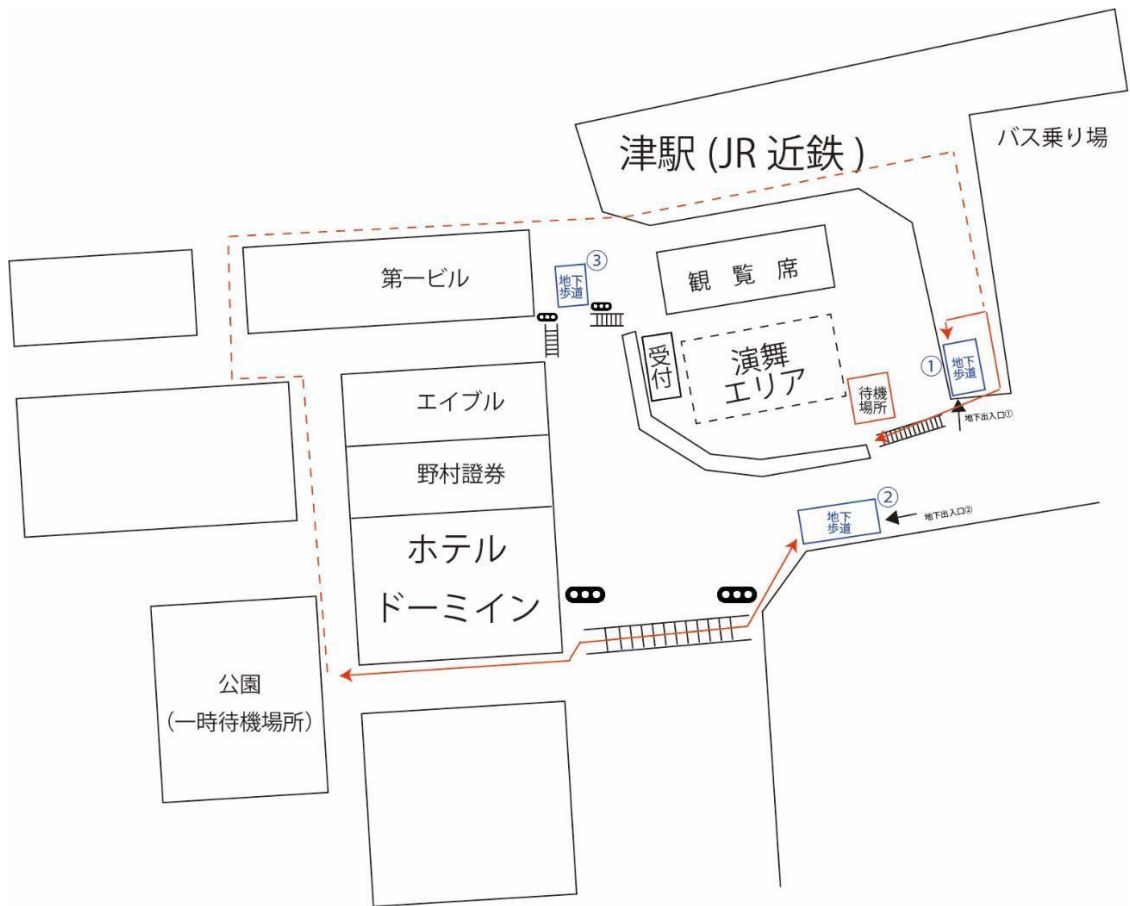 津駅(JR 近鉄)
バス乗り場
第一ビル
③
地下
歩道
観 覧 席
受付
演舞
エリア
待機
場所
①
地下
歩道
地下出入口①
エイブル
野村證券
ホテル
ドーミイン
②
地下
歩道
地下出入口②
公園
(一時待機場所)